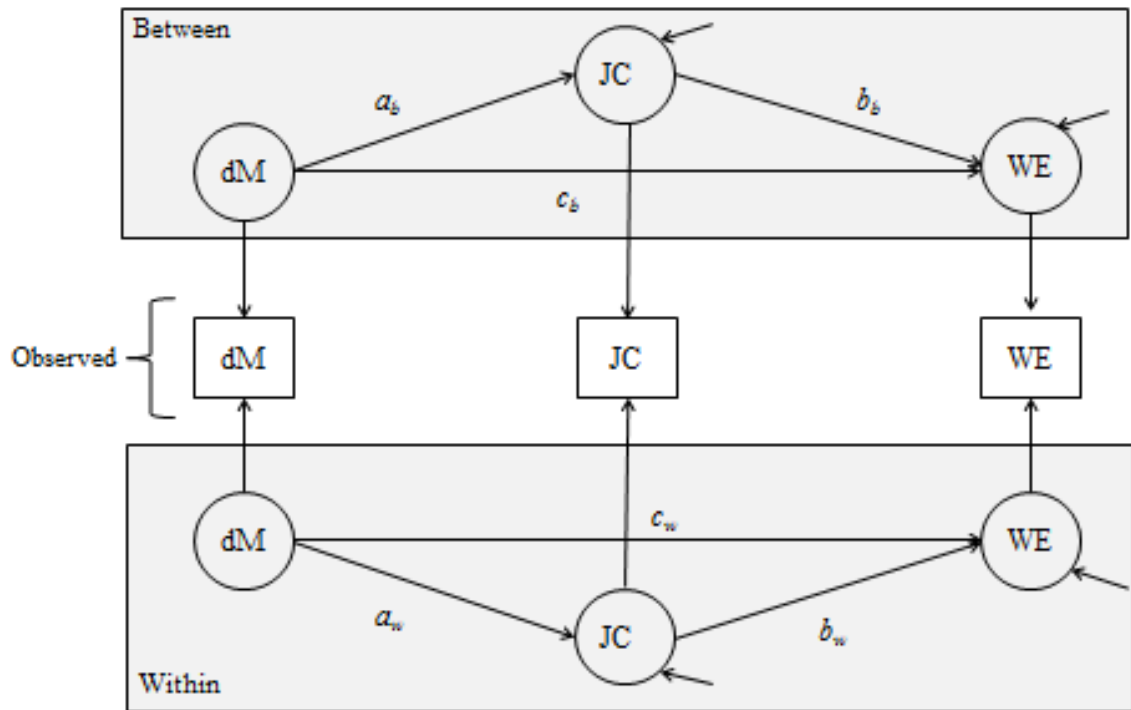 Between
JC
a_b
b_b
dM
WE
c_b
Observed
dM
JC
WE
dM
c_w
WE
a_w
JC
b_w
Within